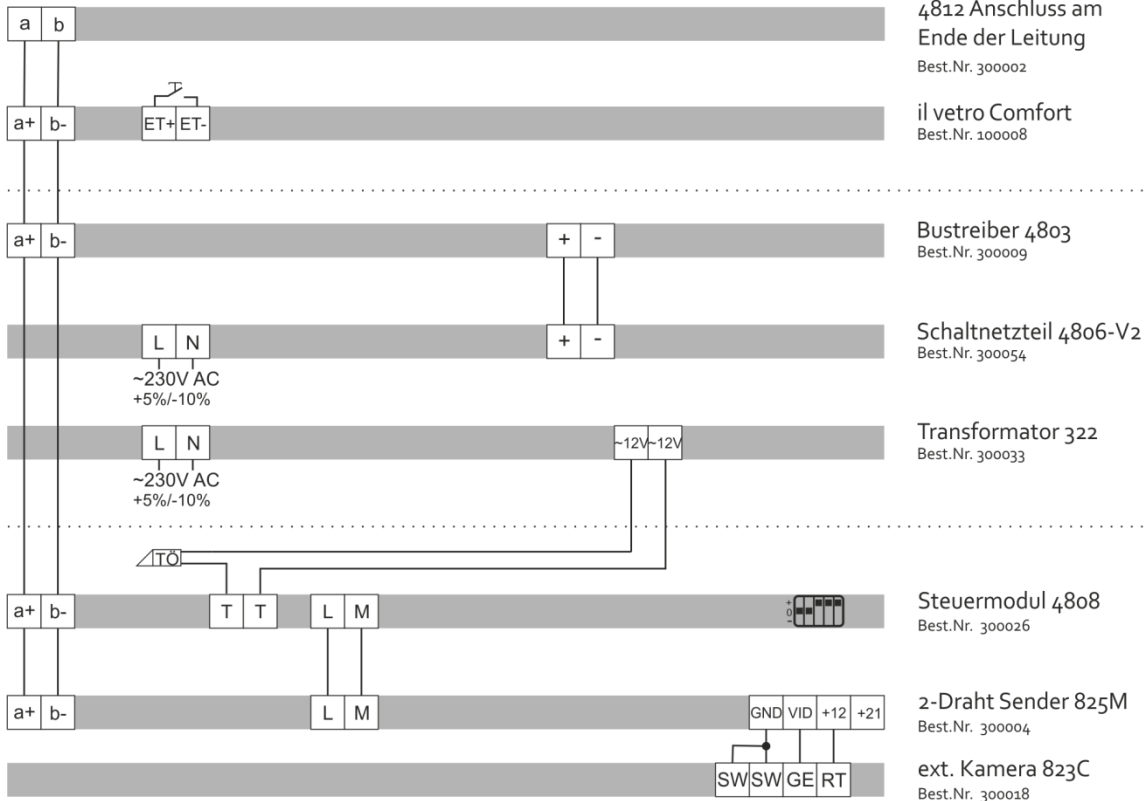 a b
4812 Anschluss am
Ende der Leitung
Best.Nr. 300002
a+ b- ET+ ET-
il vetro Comfort
Best.Nr. 100008
a+ b- + -
Bustreiber 4803
Best.Nr. 300009
L N + -
~230V AC
+5%/-10%
Schaltnetzteil 4806-V2
Best.Nr. 300054
L N ~12V ~12V
~230V AC
+5%/-10%
Transformator 322
Best.Nr. 300033
TÖ
a+ b- T T L M
+
0
-
Steuermodul 4808
Best.Nr. 300026
a+ b- L M GND VID +12 +21
2-Draht Sender 825M
Best.Nr. 300004
SW SW GE RT
ext. Kamera 823C
Best.Nr. 300018